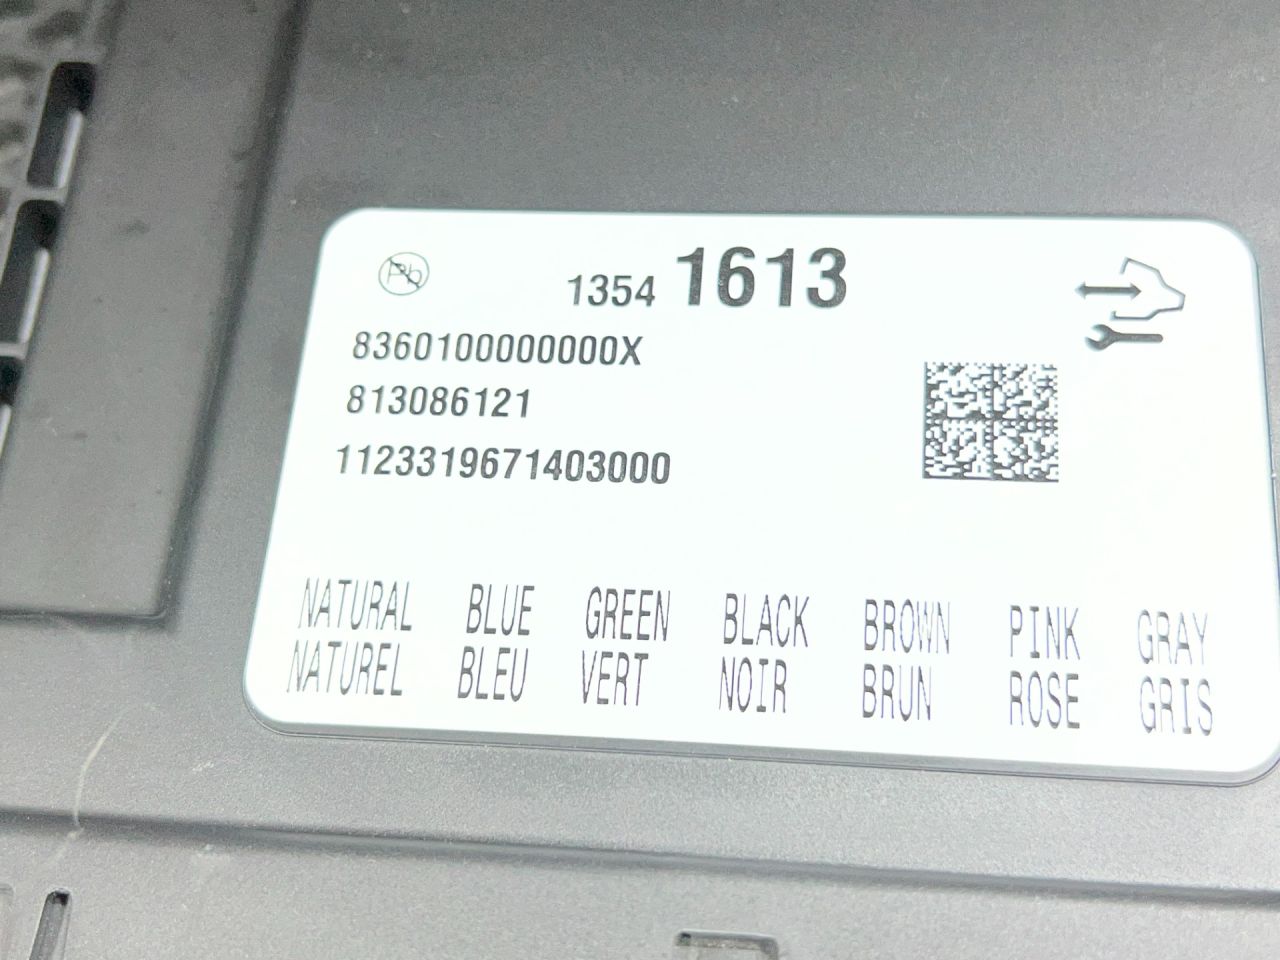 Pb
1354 1613
8360100000000X
813086121
1123319671403000
NATURAL BLUE GREEN BLACK BROWN PINK GRAY
NATUREL BLEU VERT NOIR BRUN ROSE GRIS